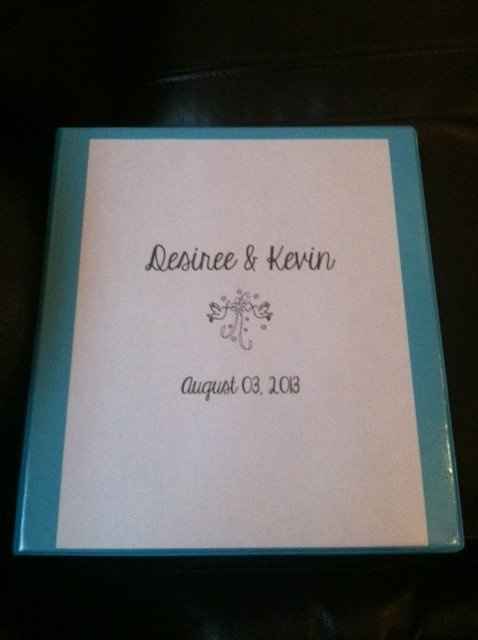 Desiree & Kevin
August 03, 2013